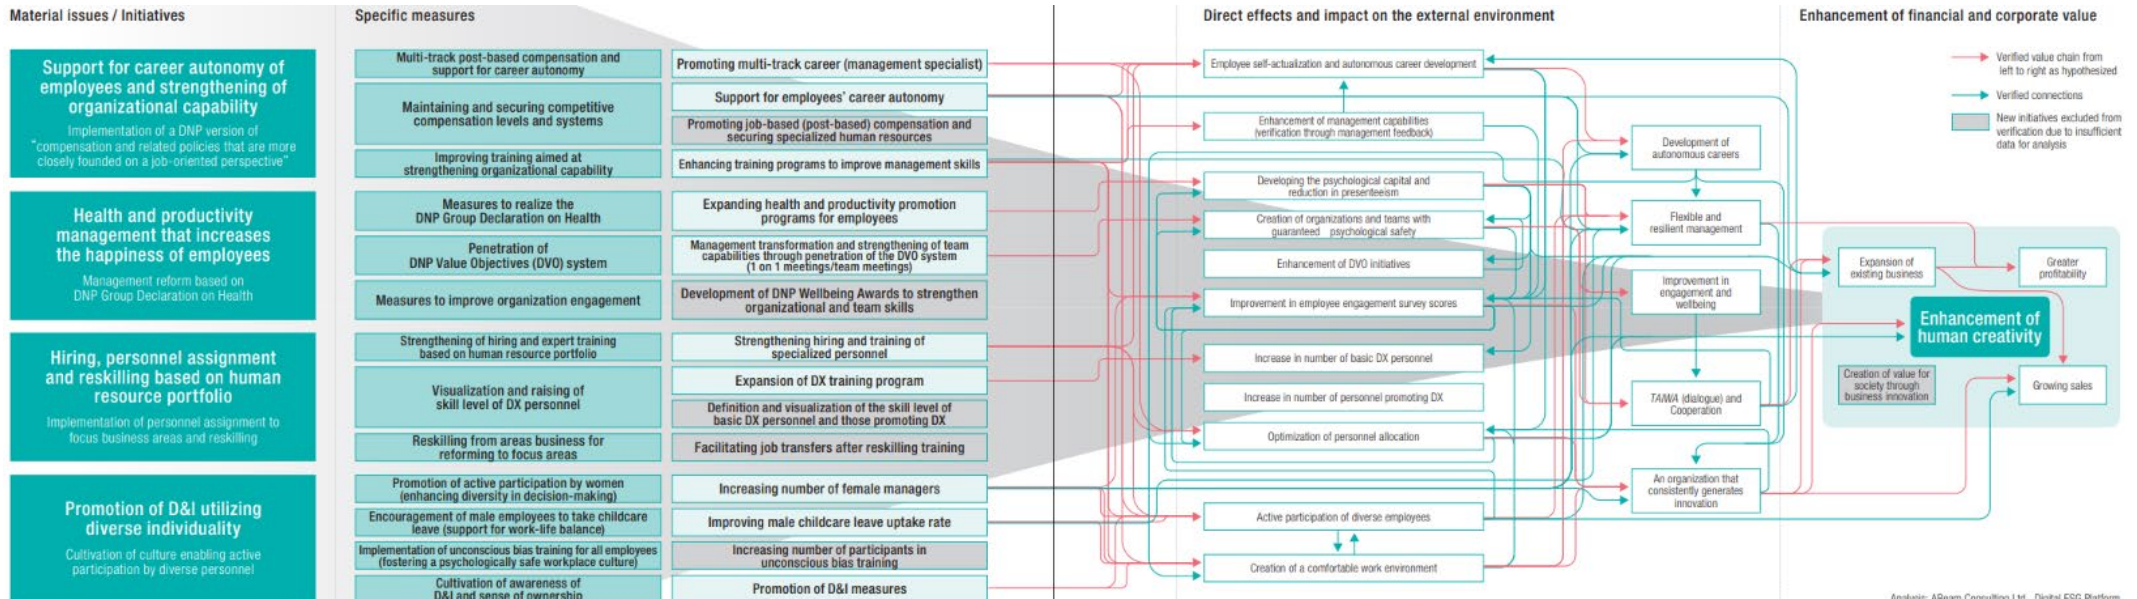 Material issues / Initiatives
Specific measures
Direct effects and impact on the external environment
Enhancement of financial and corporate value
Support for career autonomy of
employees and strengthening of
organizational capability
Implementation of a DNP version of
"compensation and related policies that are more
closely founded on a job-oriented perspective"
Health and productivity
management that increases
the happiness of employees
Management reform based on
DNP Group Declaration on Health
Hiring, personnel assignment
and reskilling based on human
resource portfolio
Implementation of personnel assignment to
focus business areas and reskilling
Promotion of D&I utilizing
diverse individuality
Cultivation of culture enabling active
participation by diverse personnel
Multi-track post-based compensation and
support for career autonomy
Maintaining and securing competitive
compensation levels and systems
Improving training aimed at
strengthening organizational capability
Measures to realize the
DNP Group Declaration on Health
Penetration of
DNP Value Objectives (DVO) system
Measures to improve organization engagement
Strengthening of hiring and expert training
based on human resource portfolio
Visualization and raising of
skill level of DX personnel
Reskilling from areas business for
reforming to focus areas
Promotion of active participation by women
(enhancing diversity in decision-making)
Encouragement of male employees to take childcare
leave (support for work-life balance)
Implementation of unconscious bias training for all employees
(fostering a psychologically safe workplace culture)
Cultivation of awareness of
D&I and sense of ownership
Promoting multi-track career (management specialist)
Support for employees' career autonomy
Promoting job-based (post-based) compensation and
securing specialized human resources
Enhancing training programs to improve management skills
Expanding health and productivity promotion
programs for employees
Management transformation and strengthening of team
capabilities through penetration of the DVO system
(1 on 1 meetings/team meetings)
Development of DNP Wellbeing Awards to strengthen
organizational and team skills
Strengthening hiring and training of
specialized personnel
Expansion of DX training program
Definition and visualization of the skill level of
basic DX personnel and those promoting DX
Facilitating job transfers after reskilling training
Increasing number of female managers
Improving male childcare leave uptake rate
Increasing number of participants in
unconscious bias training
Promotion of D&I measures
Employee self-actualization and autonomous career development
Enhancement of management capabilities
(verification through management feedback)
Developing the psychological capital and
reduction in presenteeism
Creation of organizations and teams with
guaranteed psychological safety
Enhancement of DVO initiatives
Improvement in employee engagement survey scores
Increase in number of basic DX personnel
Increase in number of personnel promoting DX
Optimization of personnel allocation
Active participation of diverse employees
Creation of a comfortable work environment
Development of
autonomous careers
Flexible and
resilient management
Improvement in
engagement and
wellbeing
TAIWA (dialogue) and
Cooperation
An organization that
consistently generates
innovation
Verified value chain from
left to right as hypothesized
Verified connections
New initiatives excluded from
verification due to insufficient
data for analysis
Expansion of
existing business
Greater
profitability
Enhancement of
human creativity
Creation of value for
society through
business innovation
Growing sales
Analysis: ABeam Consulting Ltd., Digital ESG Platform